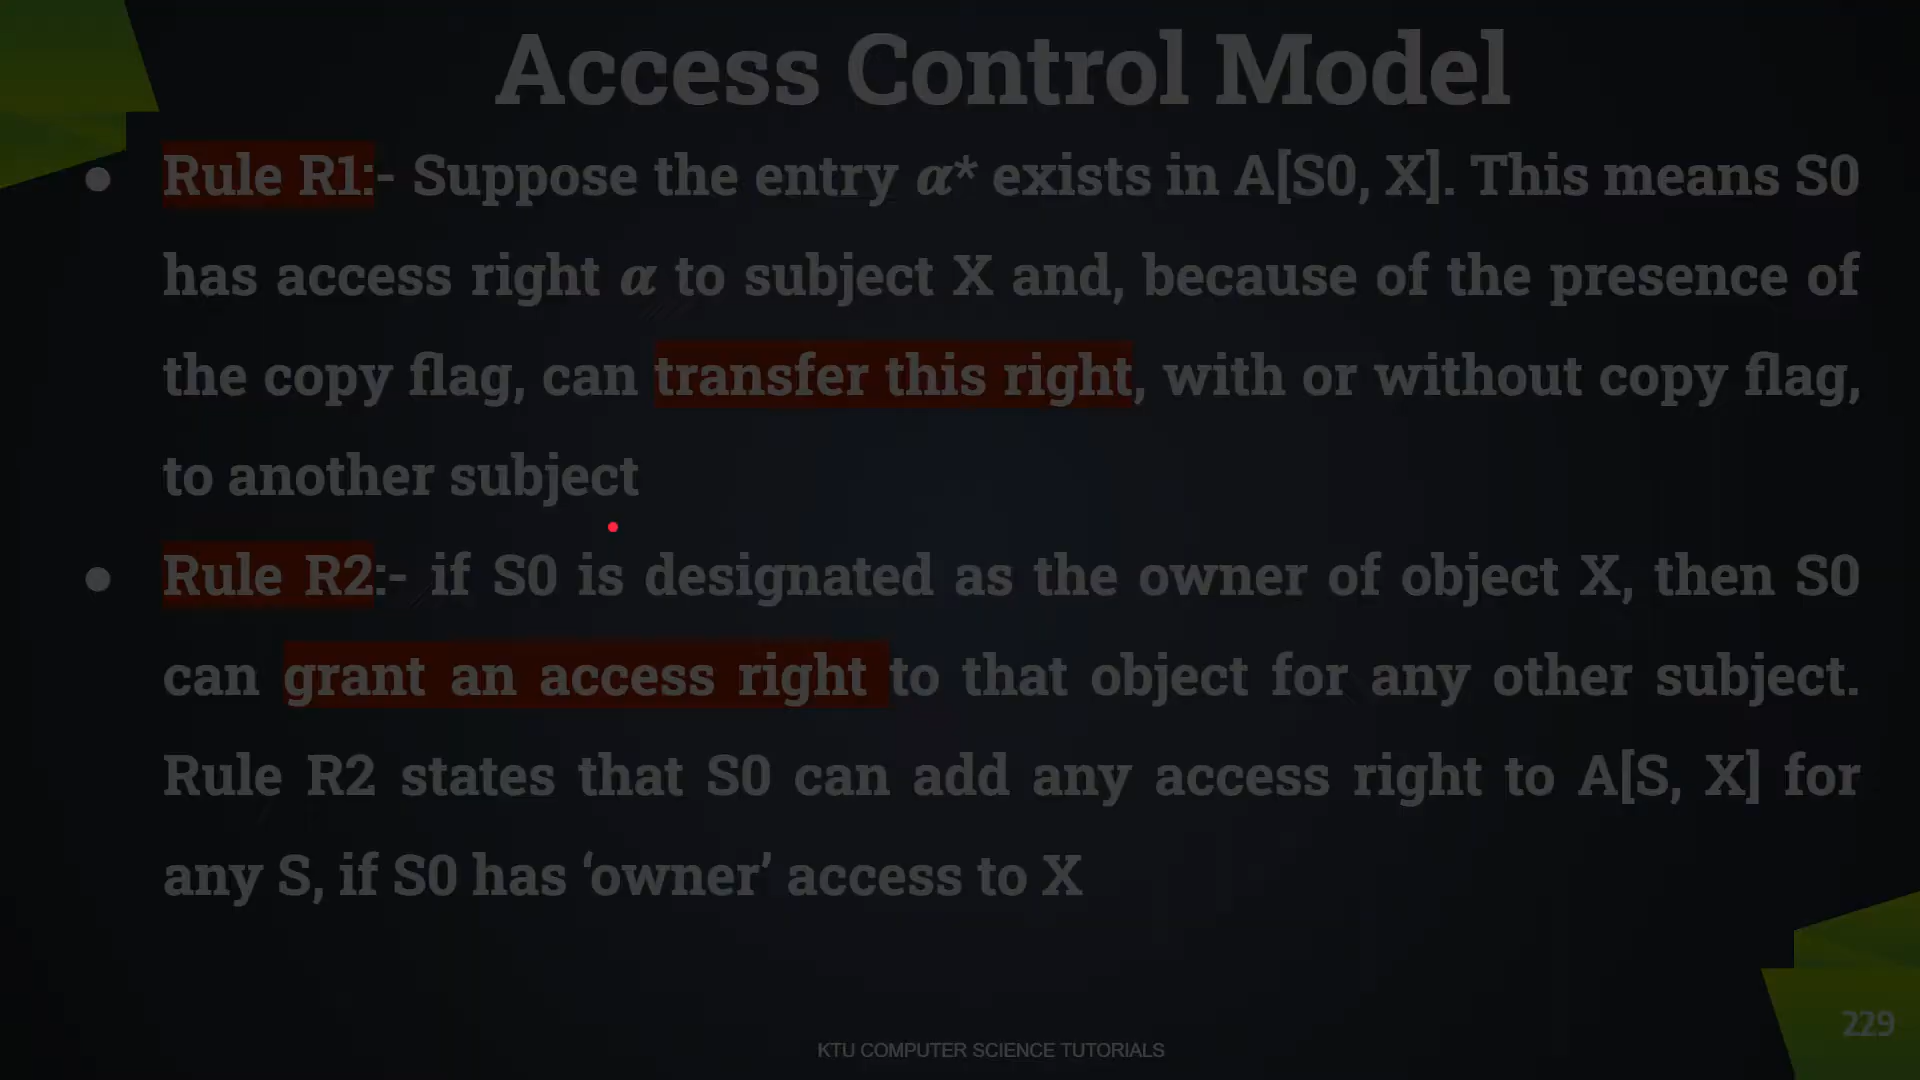 Access Control Model
● Rule R1:- Suppose the entry α* exists in A[S0, X]. This means S0
has access right α to subject X and, because of the presence of
the copy flag, can transfer this right, with or without copy flag,
to another subject
● Rule R2:- if S0 is designated as the owner of object X, then S0
can grant an access right to that object for any other subject.
Rule R2 states that S0 can add any access right to A[S, X] for
any S, if S0 has ‘owner’ access to X
229
KTU COMPUTER SCIENCE TUTORIALS